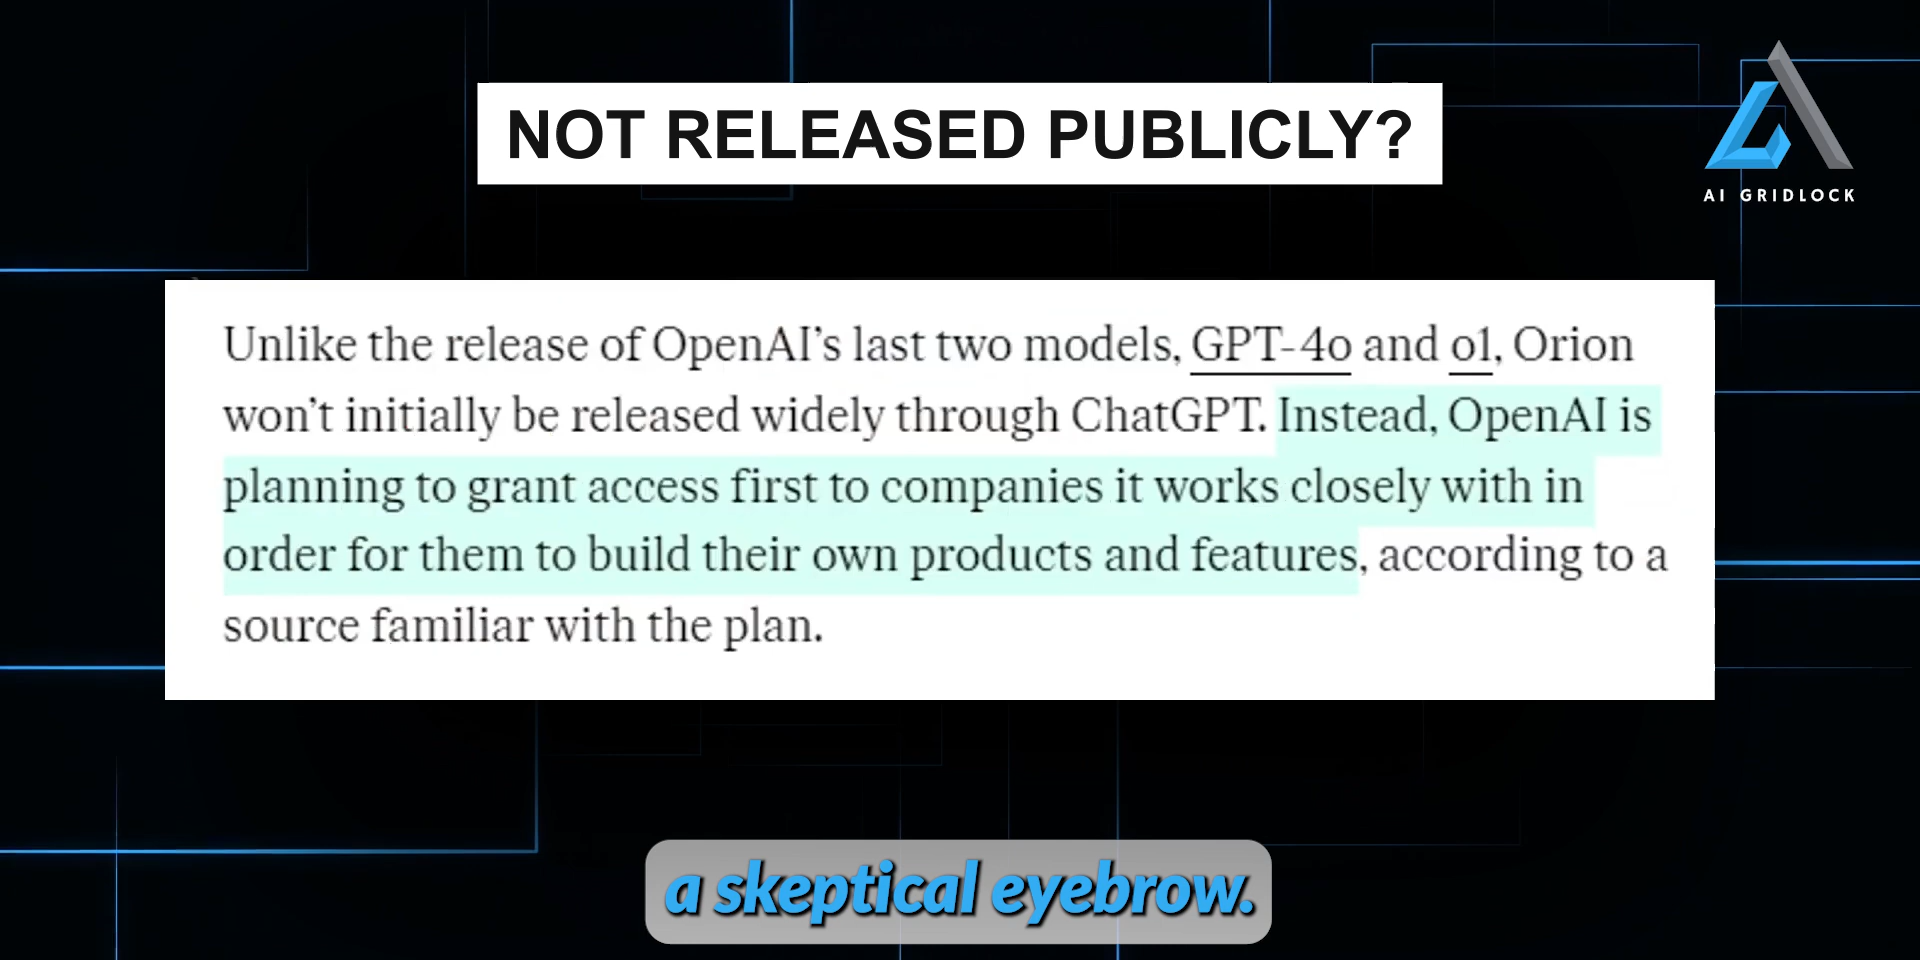 NOT RELEASED PUBLICLY?
AI GRIDLOCK
Unlike the release of OpenAI’s last two models, GPT-4o and o1, Orion
won’t initially be released widely through ChatGPT. Instead, OpenAI is
planning to grant access first to companies it works closely with in
order for them to build their own products and features, according to a
source familiar with the plan.
a skeptical eyebrow.